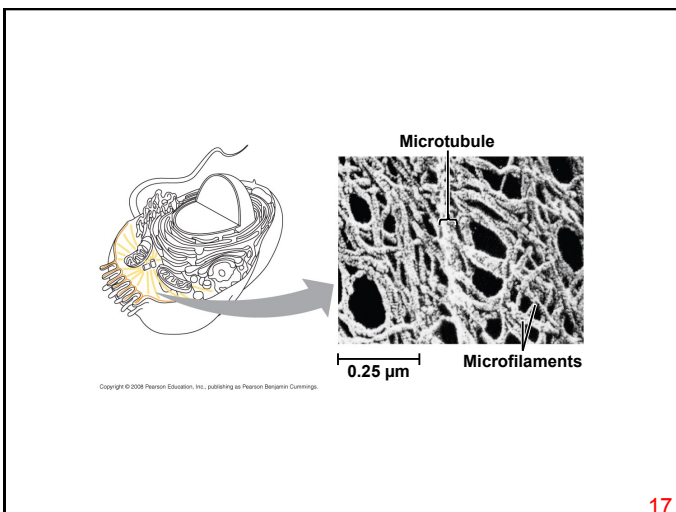 Microtubule
0.25 µm
Microfilaments
Copyright © 2008 Pearson Education, Inc., publishing as Pearson Benjamin Cummings.
17